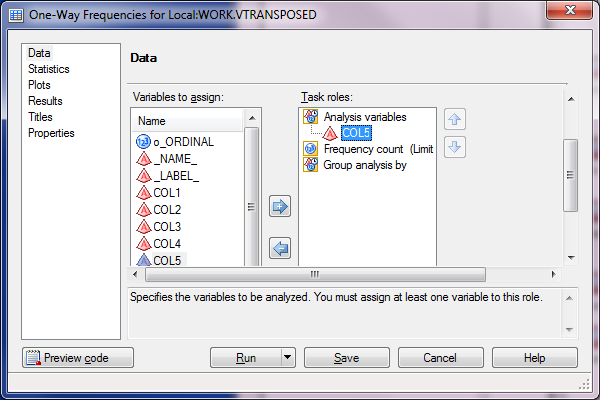 One-Way Frequencies for Local:WORK.VTRANSPOSED
Data
Statistics
Plots
Results
Titles
Properties
Data
Variables to assign:
Name
o_ORDINAL
_NAME_
_LABEL_
COL1
COL2
COL3
COL4
COL5
Task roles:
Analysis variables
COL5
Frequency count (Limit
Group analysis by
Specifies the variables to be analyzed. You must assign at least one variable to this role.
Preview code
Run
Save
Cancel
Help